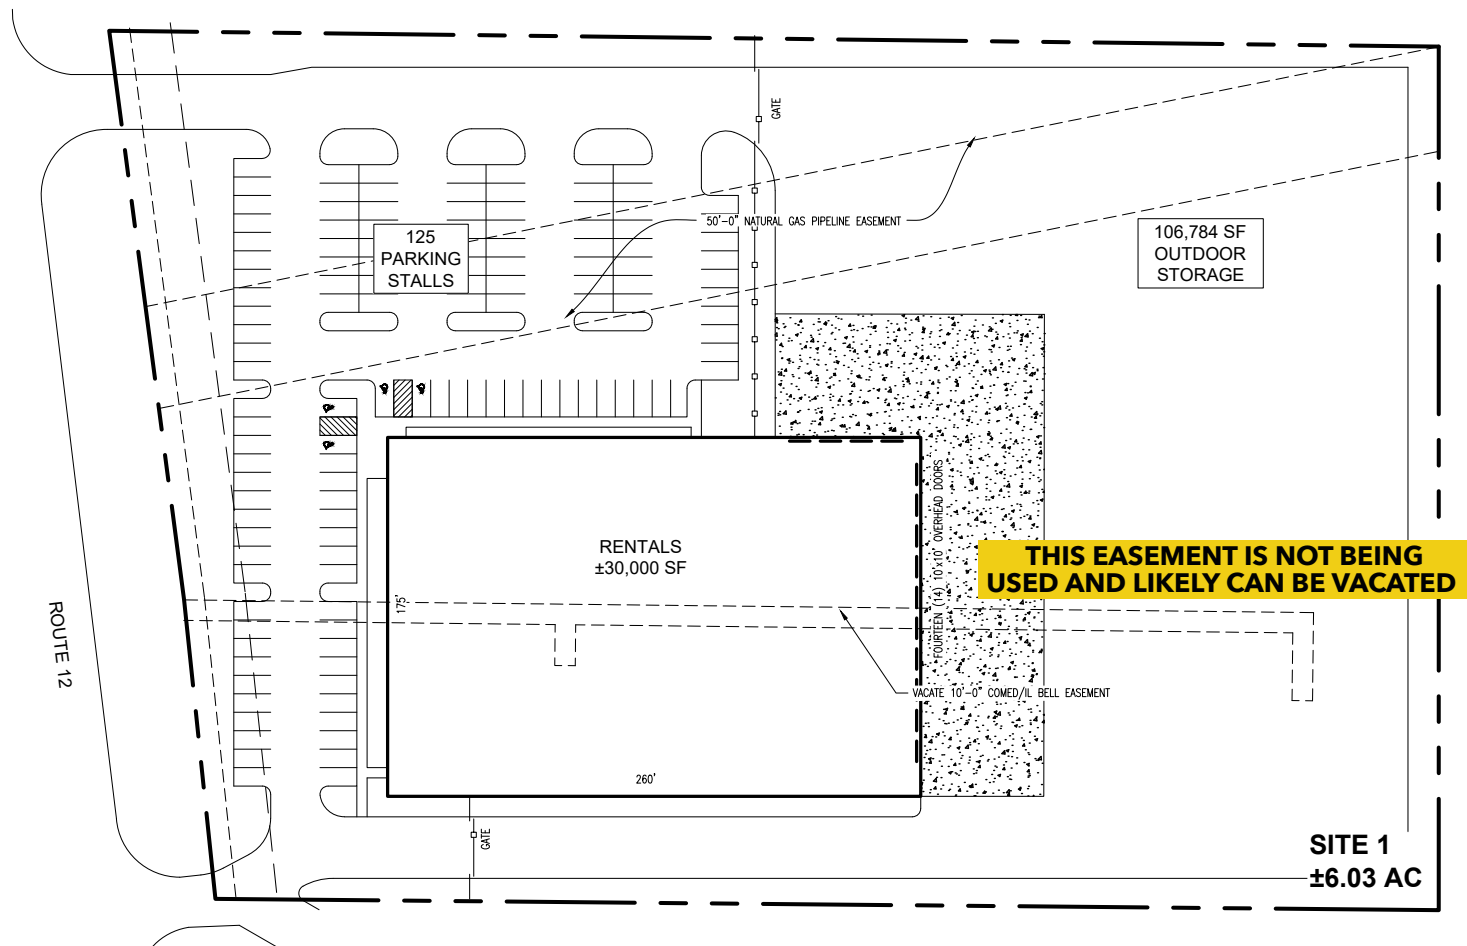 GATE
50'-0" NATURAL GAS PIPELINE EASEMENT
125
PARKING
STALLS
106,784 SF
OUTDOOR
STORAGE
RENTALS
±30,000 SF
FOURTEEN (14) 10'x10' OVERHEAD DOORS
THIS EASEMENT IS NOT BEING
USED AND LIKELY CAN BE VACATED
175'
ROUTE 12
VACATE 10'-0" COMED/IL BELL EASEMENT
260'
GATE
SITE 1
±6.03 AC